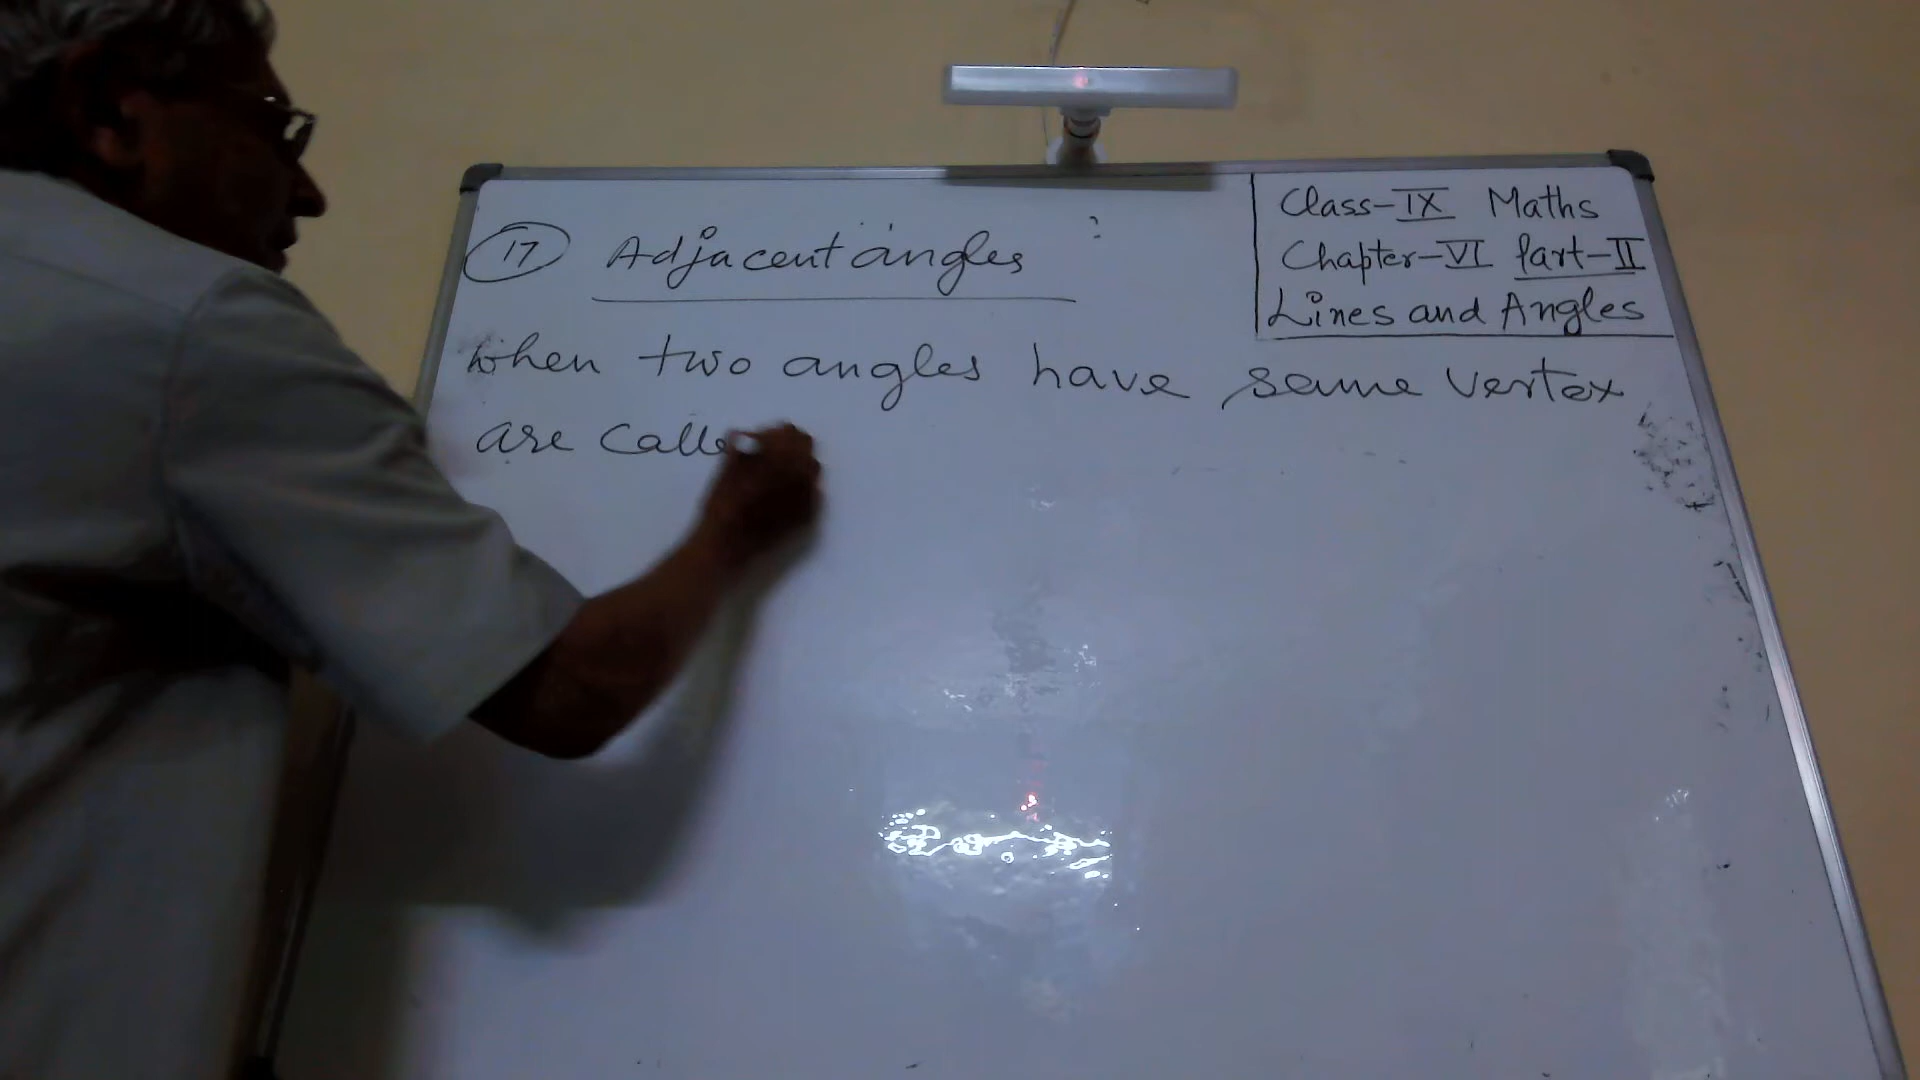 17 Adjacent angles :
When two angles have same vertex
are calle
Class-IX Maths
Chapter-VI Part-II
Lines and Angles